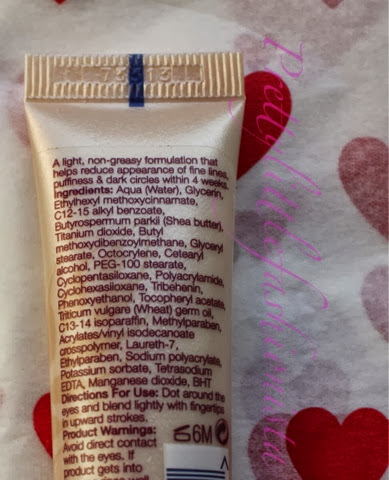 A light, non-greasy formulation that
helps reduce appearance of fine lines,
puffiness & dark circles within 4 weeks.
Ingredients: Aqua (Water), Glycerin,
Ethylhexyl methoxycinnamate,
C12-15 alkyl benzoate,
Butyrospermum parkii (Shea butter),
Titanium dioxide, Butyl
methoxydibenzoylmethane, Glyceryl
stearate, Octocrylene, Cetearyl
alcohol, PEG-100 stearate,
Cyclopentasiloxane, Polyacrylamide,
Cyclohexasiloxane, Tribehenin,
Phenoxyethanol, Tocopheryl acetate,
Triticum vulgare (Wheat) germ oil,
C13-14 isoparaffin, Methylparaben,
Acrylates/vinyl isodecanoate
crosspolymer, Laureth-7,
Ethylparaben, Sodium polyacrylate,
Potassium sorbate, Tetrasodium
EDTA, Manganese dioxide, BHT
Directions For Use: Dot around the
eyes and blend lightly with fingertips
in upward strokes.
Product Warnings:
Avoid direct contact
with the eyes. If
product gets into